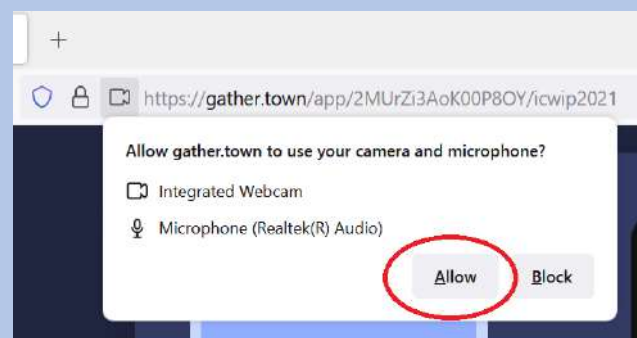 https://gather.town/app/2MUrZi3AoK00P8OY/icwip2021
Allow gather.town to use your camera and microphone?
Integrated Webcam
Microphone (Realtek(R) Audio)
Allow Block